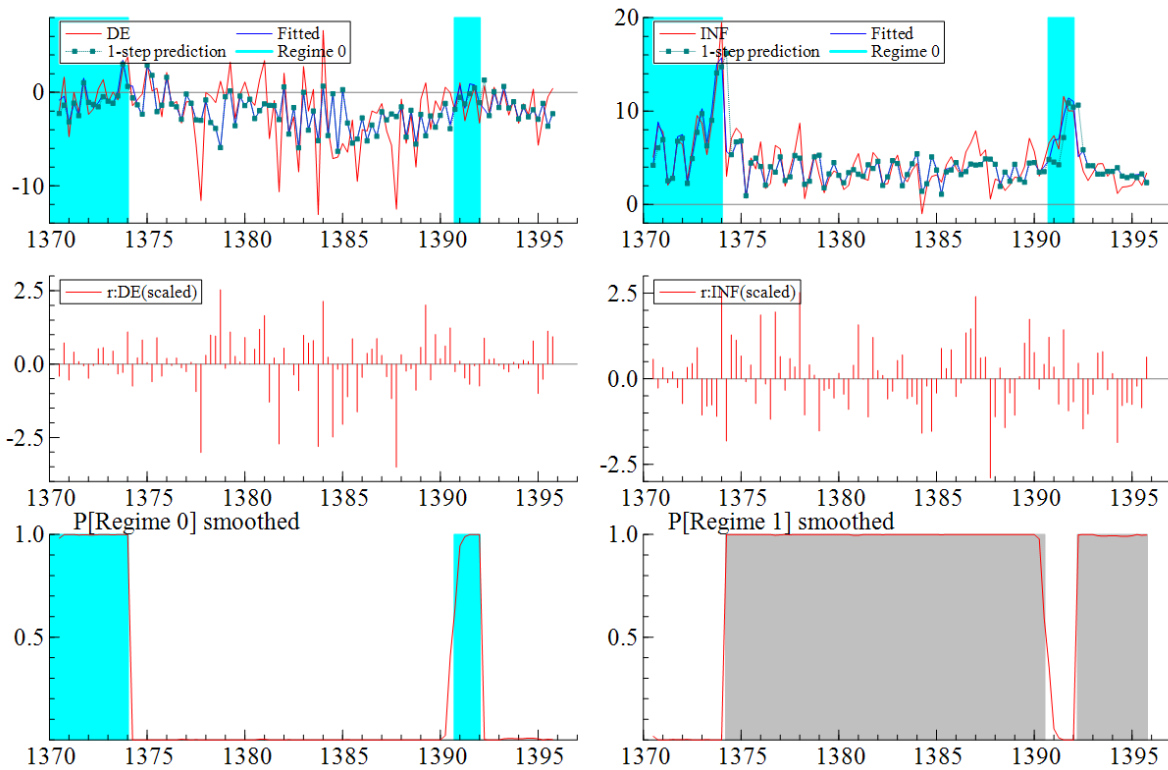 DE Fitted
1-step prediction Regime 0
0
-10
1370 1375 1380 1385 1390 1395
20
INF Fitted
1-step prediction Regime 0
10
0
1370 1375 1380 1385 1390 1395
2.5
r:DE(scaled)
0.0
-2.5
1370 1375 1380 1385 1390 1395
2.5
r:INF(scaled)
0.0
-2.5
1370 1375 1380 1385 1390 1395
P[Regime 0] smoothed
1.0
0.5
1370 1375 1380 1385 1390 1395
P[Regime 1] smoothed
1.0
0.5
1370 1375 1380 1385 1390 1395